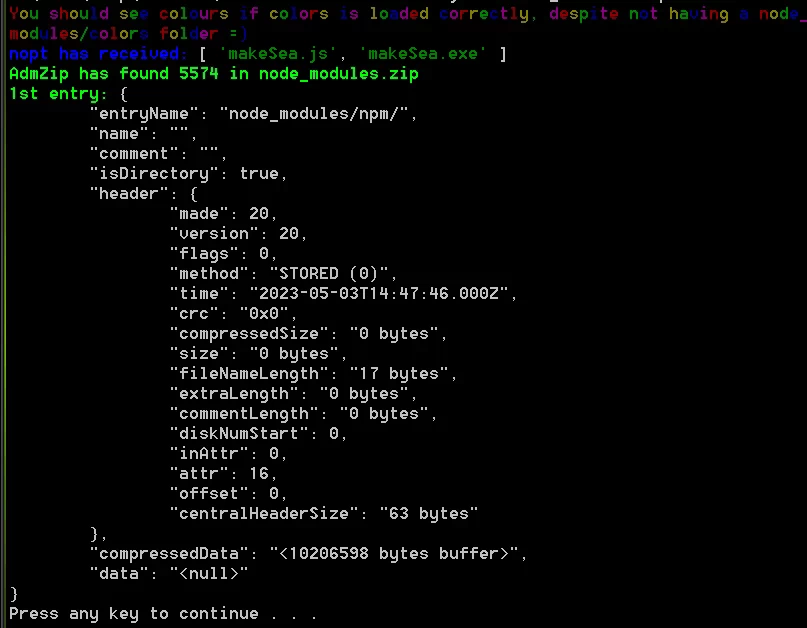 You should see colours if colors is loaded correctly, despite not having a node_
modules/colors folder =)
nopt has received: [ 'makeSea.js', 'makeSea.exe' ]
AdmZip has found 5574 in node_modules.zip
1st entry: {
"entryName": "node_modules/npm/",
"name": "",
"comment": "",
"isDirectory": true,
"header": {
"made": 20,
"version": 20,
"flags": 0,
"method": "STORED (0)",
"time": "2023-05-03T14:47:46.000Z",
"crc": "0x0",
"compressedSize": "0 bytes",
"size": "0 bytes",
"fileNameLength": "17 bytes",
"extraLength": "0 bytes",
"commentLength": "0 bytes",
"diskNumStart": 0,
"inAttr": 0,
"attr": 16,
"offset": 0,
"centralHeaderSize": "63 bytes"
},
"compressedData": "<10206598 bytes buffer>",
"data": "<null>"
}
Press any key to continue . . .